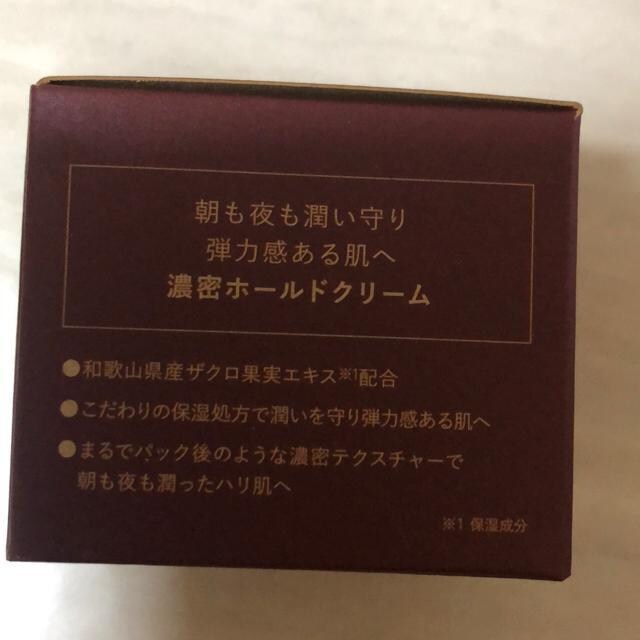 朝も夜も潤い守り
弾力感ある肌へ
濃密ホールドクリーム
●和歌山県産ザクロ果実エキス※1配合
●こだわりの保湿処方で潤いを守り弾力感ある肌へ
●まるでパック後のような濃密テクスチャーで
朝も夜も潤ったハリ肌へ
※1 保湿成分